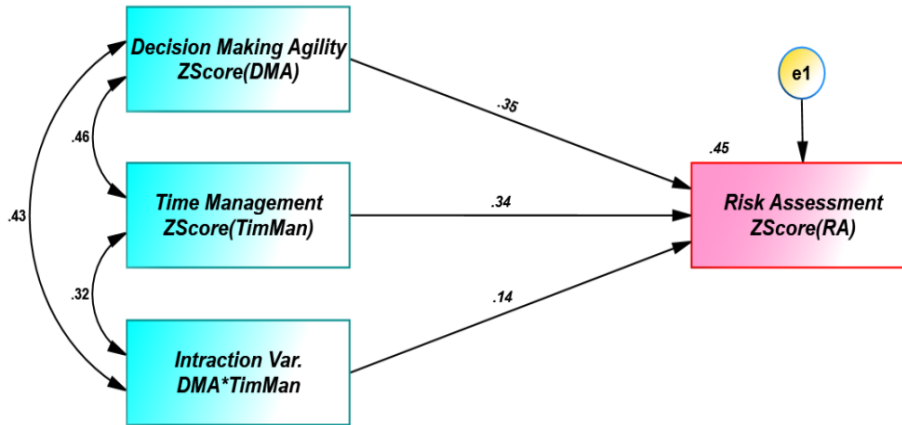 Decision Making Agility
ZScore(DMA)
e1
.35
.45
.46
Time Management
ZScore(TimMan)
.34
Risk Assessment
ZScore(RA)
.43
.32
.14
Intraction Var.
DMA*TimMan